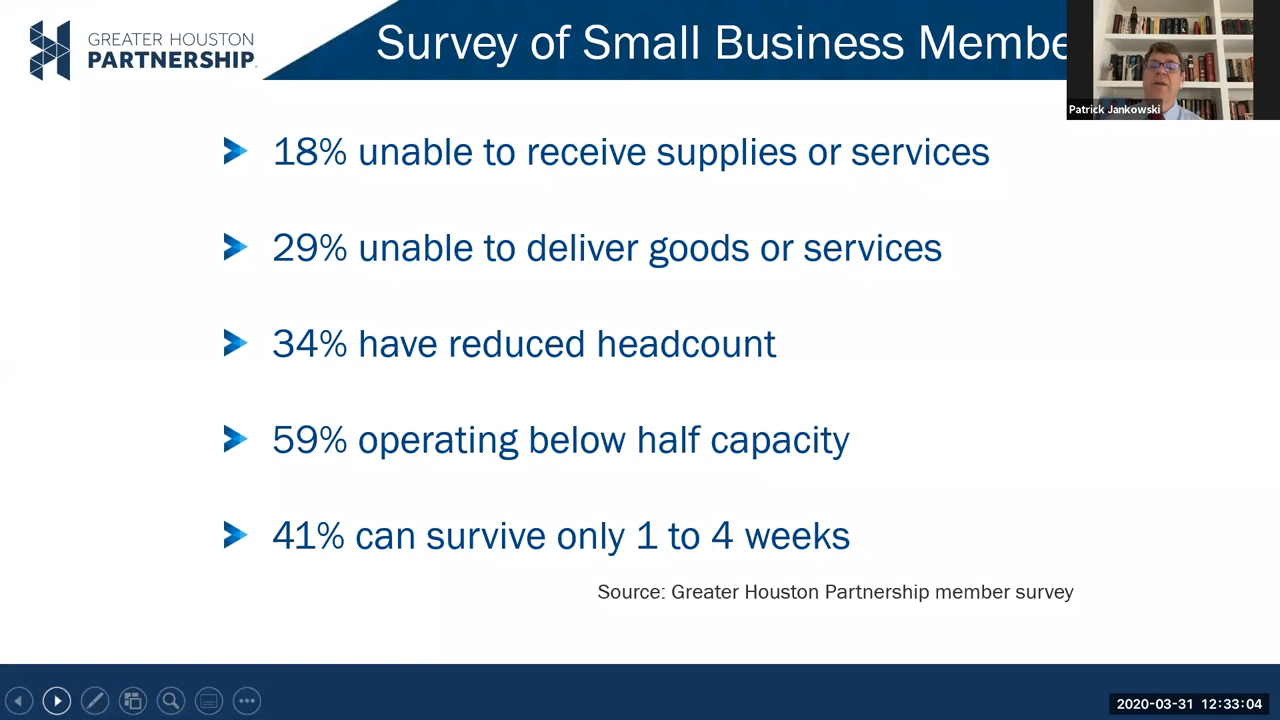 GREATER HOUSTON
PARTNERSHIP
Survey of Small Business Membe
Patrick Jankowski
18% unable to receive supplies or services
29% unable to deliver goods or services
34% have reduced headcount
59% operating below half capacity
41% can survive only 1 to 4 weeks
Source: Greater Houston Partnership member survey
2020-03-31 12:33:04